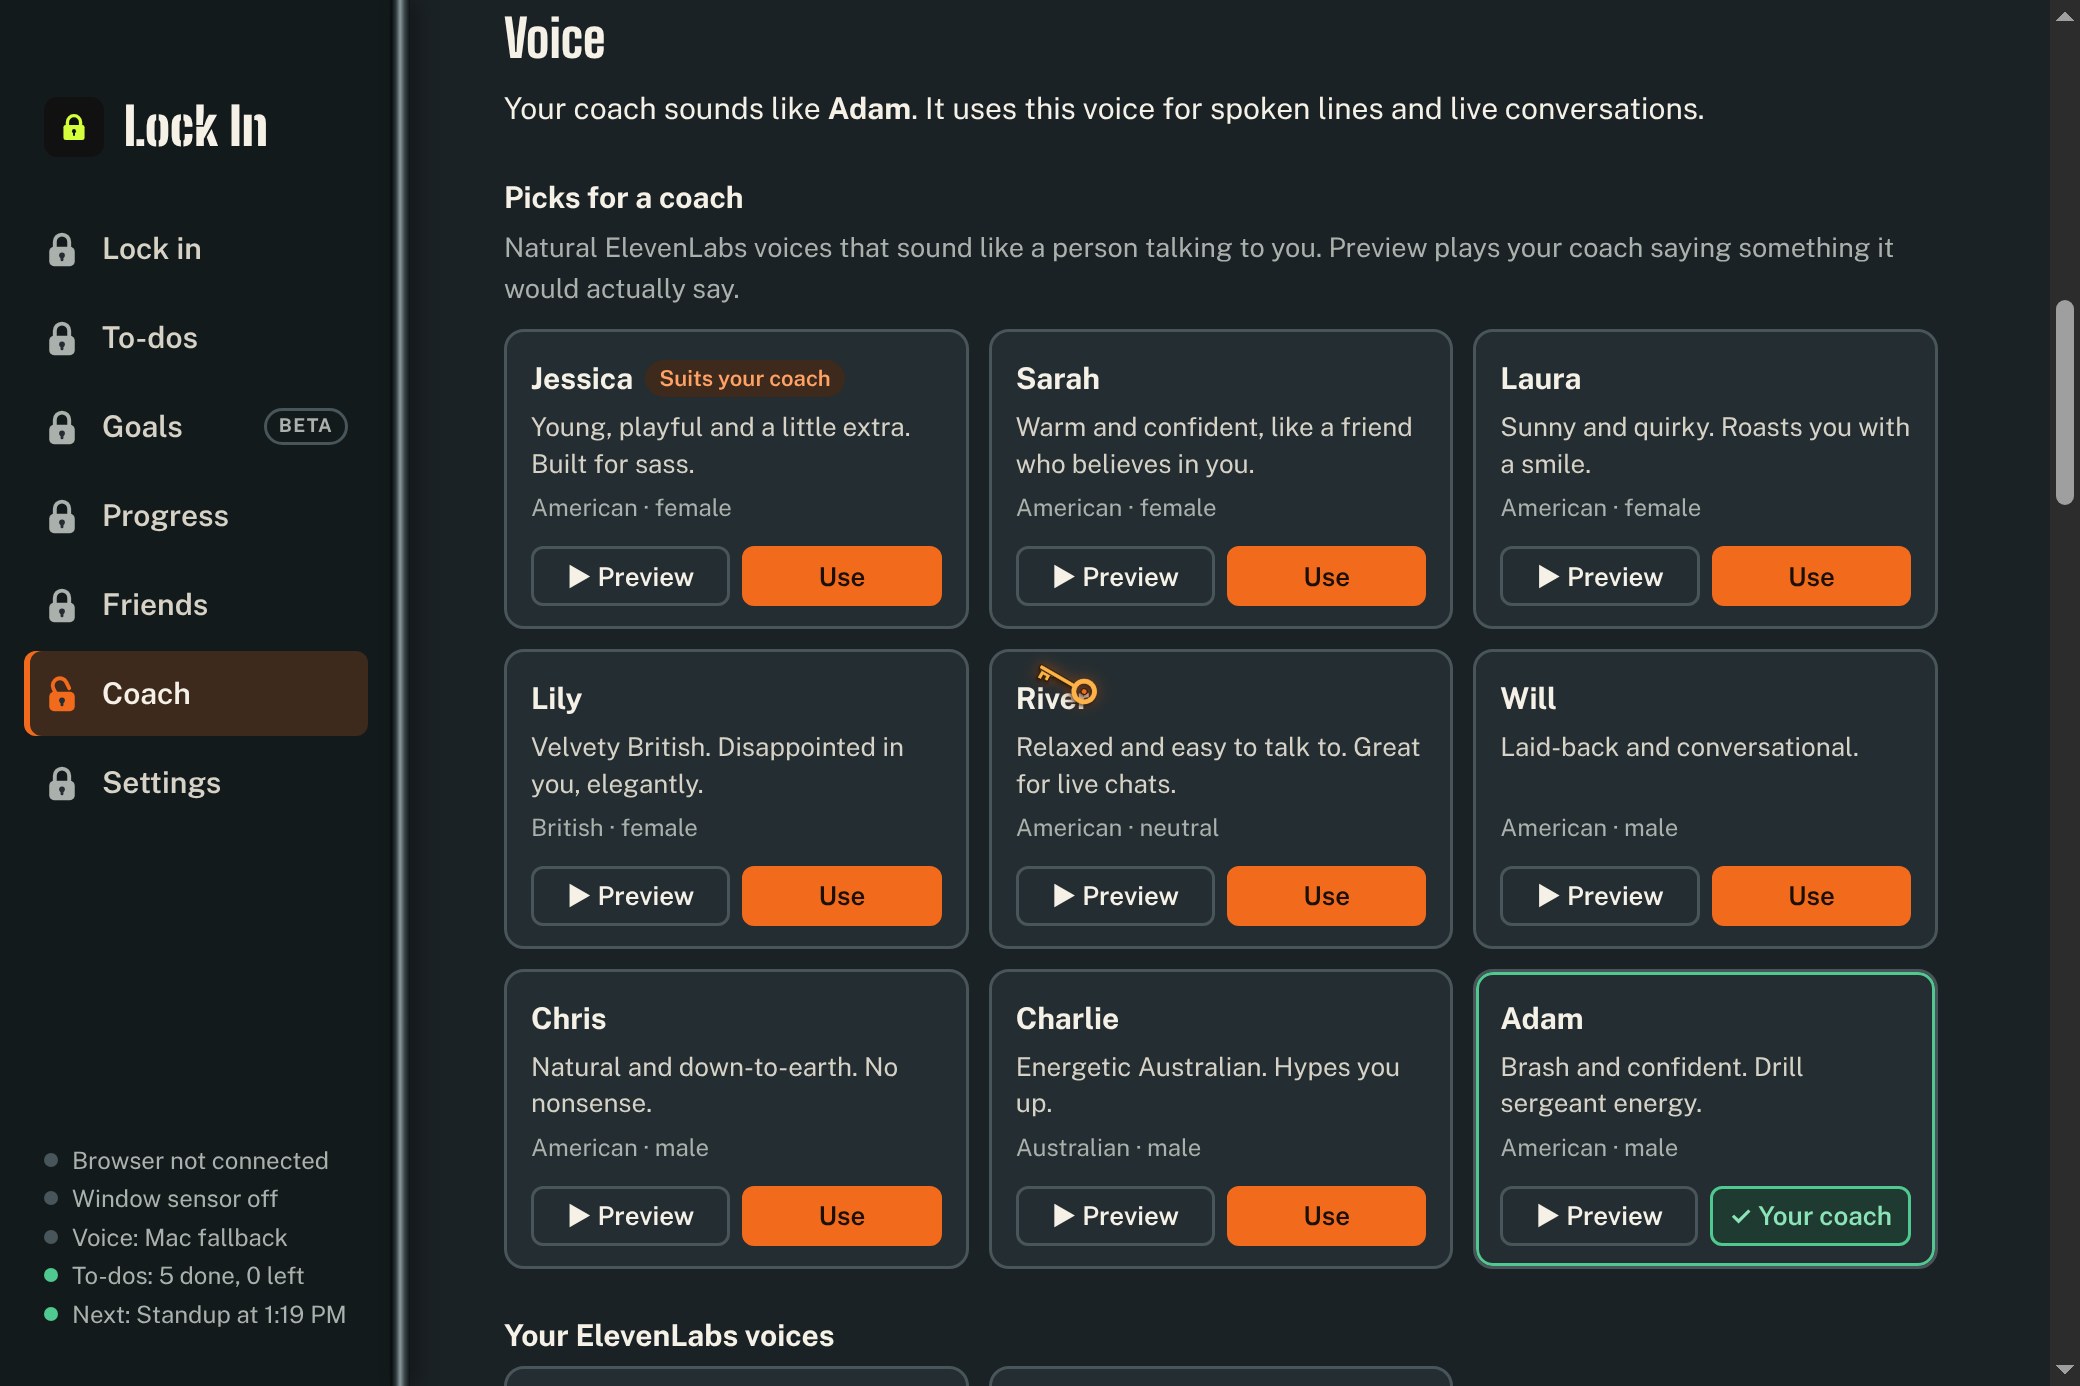 Lock In
Lock in
To-dos
Goals
BETA
Progress
Friends
Coach
Settings
Browser not connected
Window sensor off
Voice: Mac fallback
To-dos: 5 done, 0 left
Next: Standup at 1:19 PM
Voice
Your coach sounds like Adam. It uses this voice for spoken lines and live conversations.
Picks for a coach
Natural ElevenLabs voices that sound like a person talking to you. Preview plays your coach saying something it
would actually say.
Jessica
Suits your coach
Young, playful and a little extra.
Built for sass.
American · female
Preview
Use
Sarah
Warm and confident, like a friend
who believes in you.
American · female
Preview
Use
Laura
Sunny and quirky. Roasts you with
a smile.
American · female
Preview
Use
Lily
Velvety British. Disappointed in
you, elegantly.
British · female
Preview
Use
River
Relaxed and easy to talk to. Great
for live chats.
American · neutral
Preview
Use
Will
Laid-back and conversational.
American · male
Preview
Use
Chris
Natural and down-to-earth. No
nonsense.
American · male
Preview
Use
Charlie
Energetic Australian. Hypes you
up.
Australian · male
Preview
Use
Adam
Brash and confident. Drill
sergeant energy.
American · male
Preview
✓ Your coach
Your ElevenLabs voices